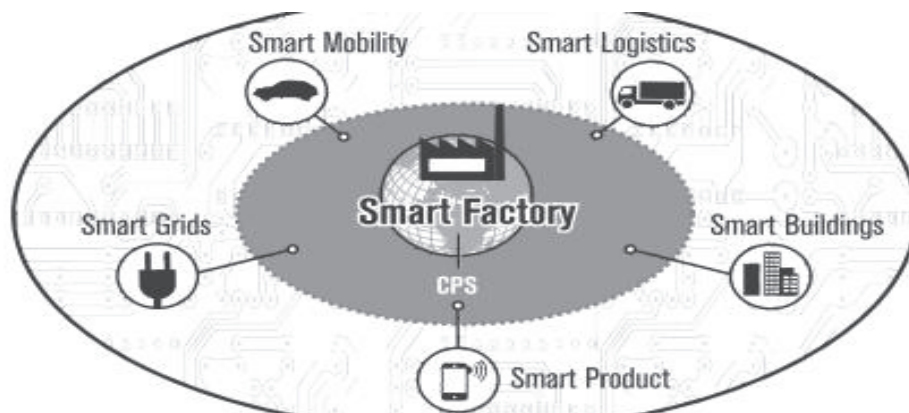 Smart Mobility
Smart Logistics
Smart Factory
Smart Grids
Smart Buildings
CPS
Smart Product